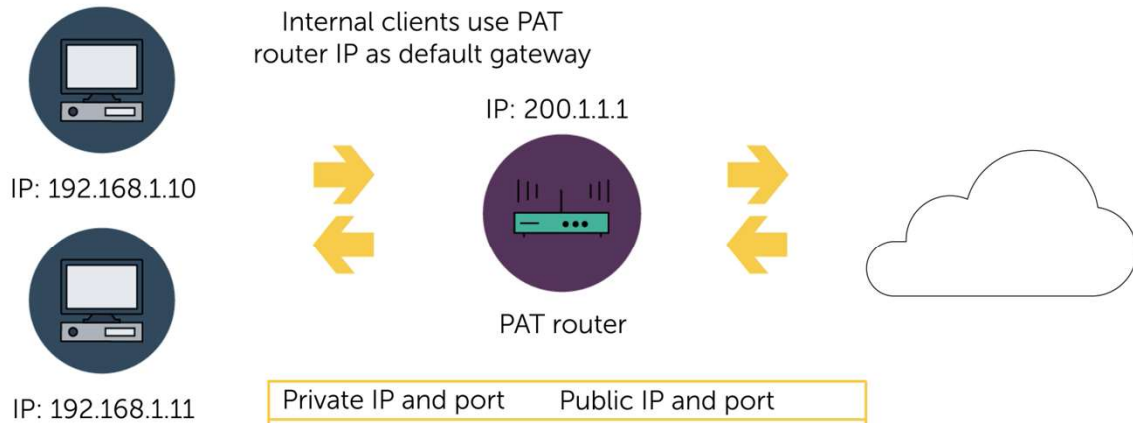 Internal clients use PAT
router IP as default gateway
IP: 200.1.1.1
IP: 192.168.1.10
PAT router
IP: 192.168.1.11
Private IP and port Public IP and port